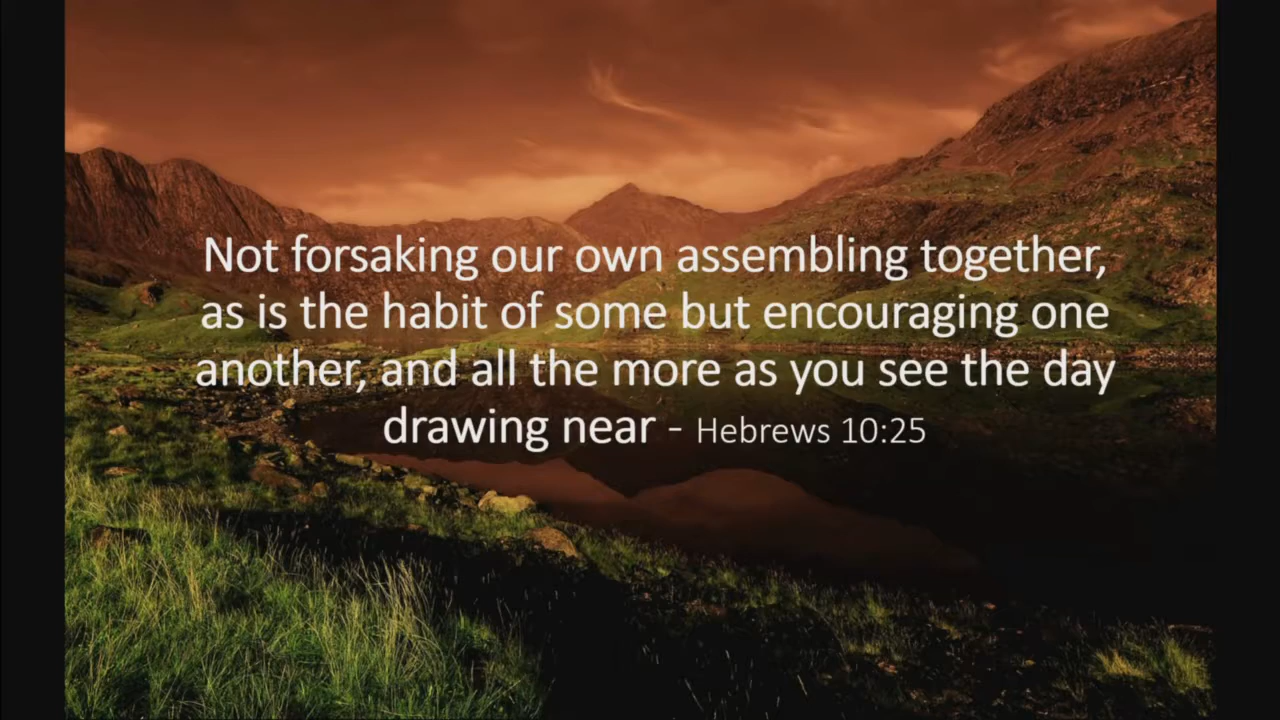 Not forsaking our own assembling together,
as is the habit of some but encouraging one
another, and all the more as you see the day
drawing near - Hebrews 10:25